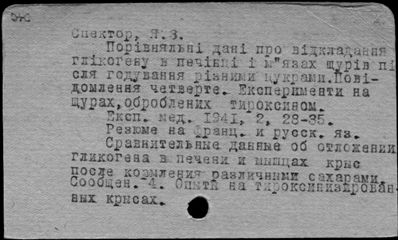 Спектор, Я.З.
Порівняльні дані про відкладання
глікогену в печінці і м"язах щурів пі
сля годування різними цукрами.Пові-
домлення четверте. Експерименти на
щурах,оброблених тироксином.
Експ. мед. 1941, 2, 28-35.
Резюме на франц. и русск. яз.
Сравнительные данные об отложении
гликогена в печени и мышцах крыс
после кормления различными сахарами.
Сообщен. 4. Опыты на тироксинизирован-
ных крысах.